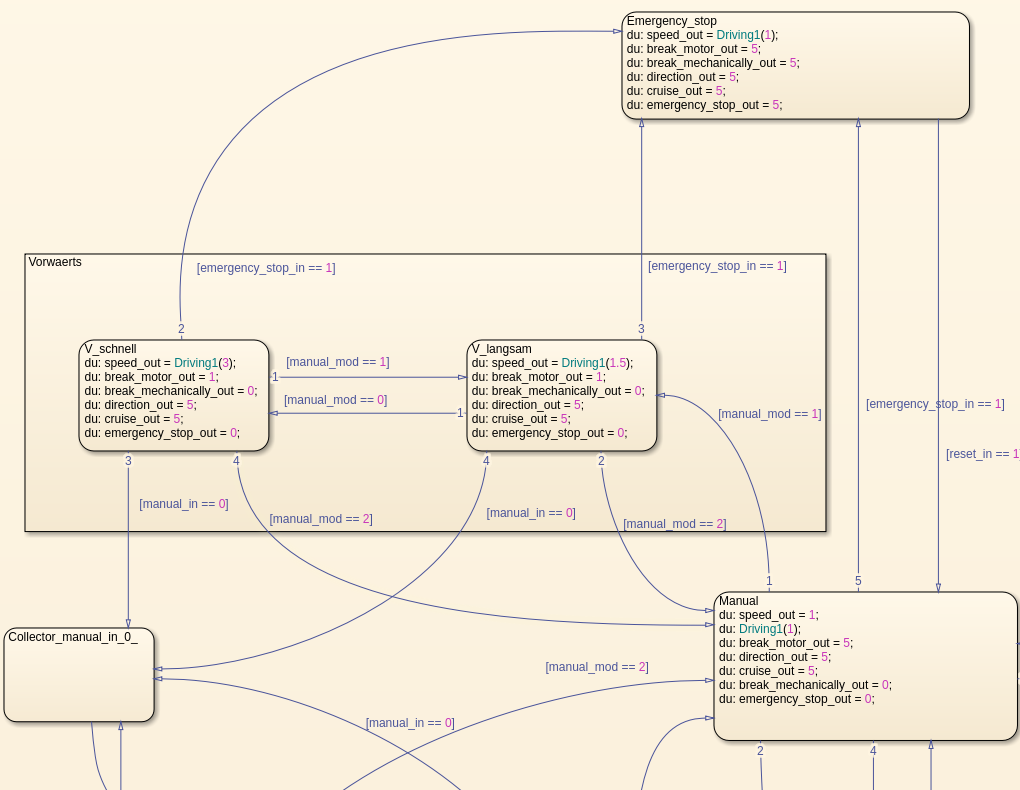 Emergency_stop
du: speed_out = Driving1(1);
du: break_motor_out = 5;
du: break_mechanically_out = 5;
du: direction_out = 5;
du: cruise_out = 5;
du: emergency_stop_out = 5;
Vorwaerts
[emergency_stop_in == 1]
[emergency_stop_in == 1]
2
3
V_schnell
du: speed_out = Driving1(3);
du: break_motor_out = 1;
du: break_mechanically_out = 0;
du: direction_out = 5;
du: cruise_out = 5;
du: emergency_stop_out = 0;
1
[manual_mod == 1]
[manual_mod == 0]
1
V_langsam
du: speed_out = Driving1(1.5);
du: break_motor_out = 1;
du: break_mechanically_out = 0;
du: direction_out = 5;
du: cruise_out = 5;
du: emergency_stop_out = 0;
[manual_mod == 1]
[emergency_stop_in == 1]
[reset_in == 1
3
4
4
2
[manual_in == 0]
[manual_mod == 2]
[manual_in == 0]
[manual_mod == 2]
1
5
Manual
du: speed_out = 1;
du: Driving1(1);
du: break_motor_out = 5;
du: direction_out = 5;
du: cruise_out = 5;
du: break_mechanically_out = 0;
du: emergency_stop_out = 0;
Collector_manual_in_0_
[manual_mod == 2]
[manual_in == 0]
2
4